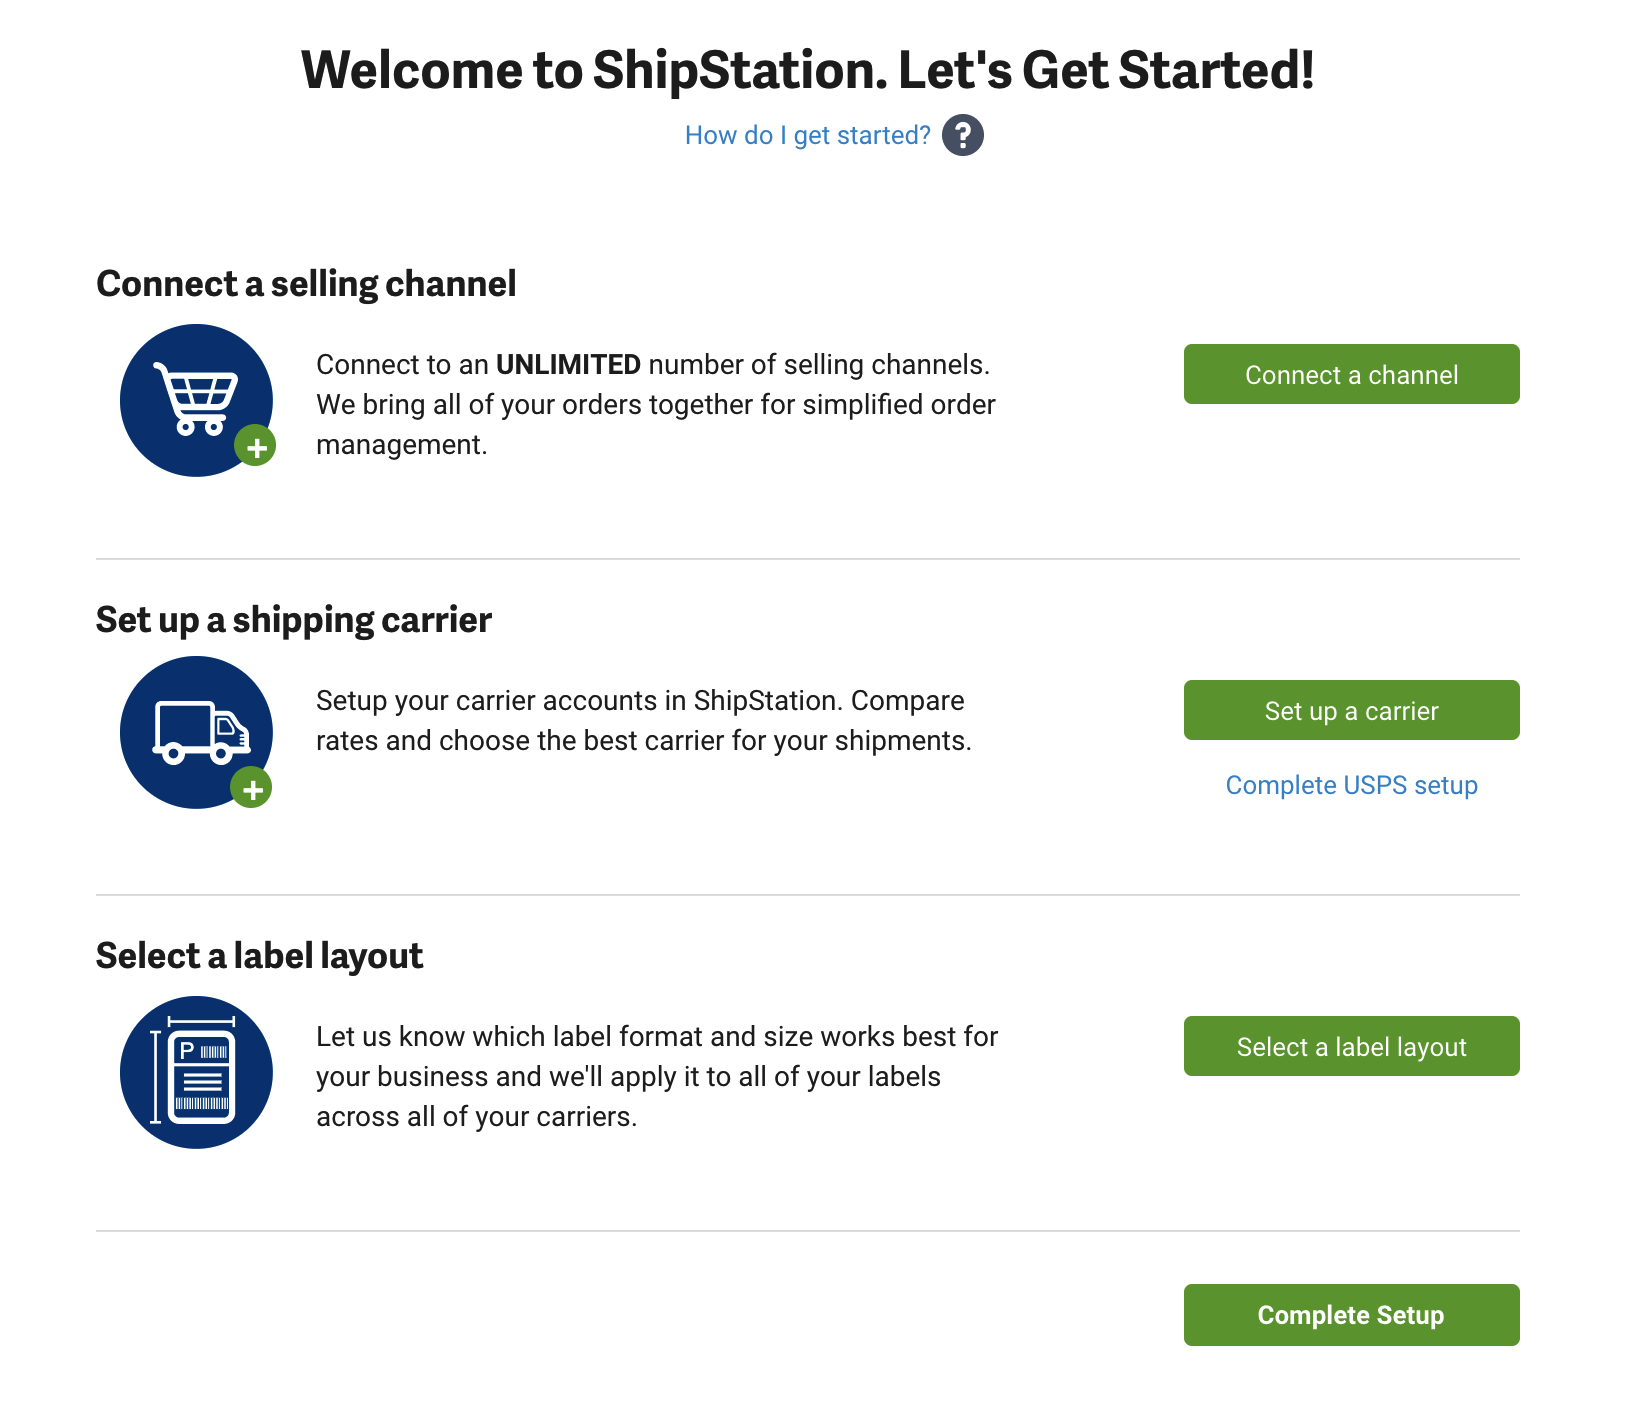 Welcome to ShipStation. Let's Get Started!
How do I get started? ?
Connect a selling channel
Connect to an UNLIMITED number of selling channels.
We bring all of your orders together for simplified order
management.
Connect a channel
Set up a shipping carrier
Setup your carrier accounts in ShipStation. Compare
rates and choose the best carrier for your shipments.
Set up a carrier
Complete USPS setup
Select a label layout
P
Let us know which label format and size works best for
your business and we'll apply it to all of your labels
across all of your carriers.
Select a label layout
Complete Setup